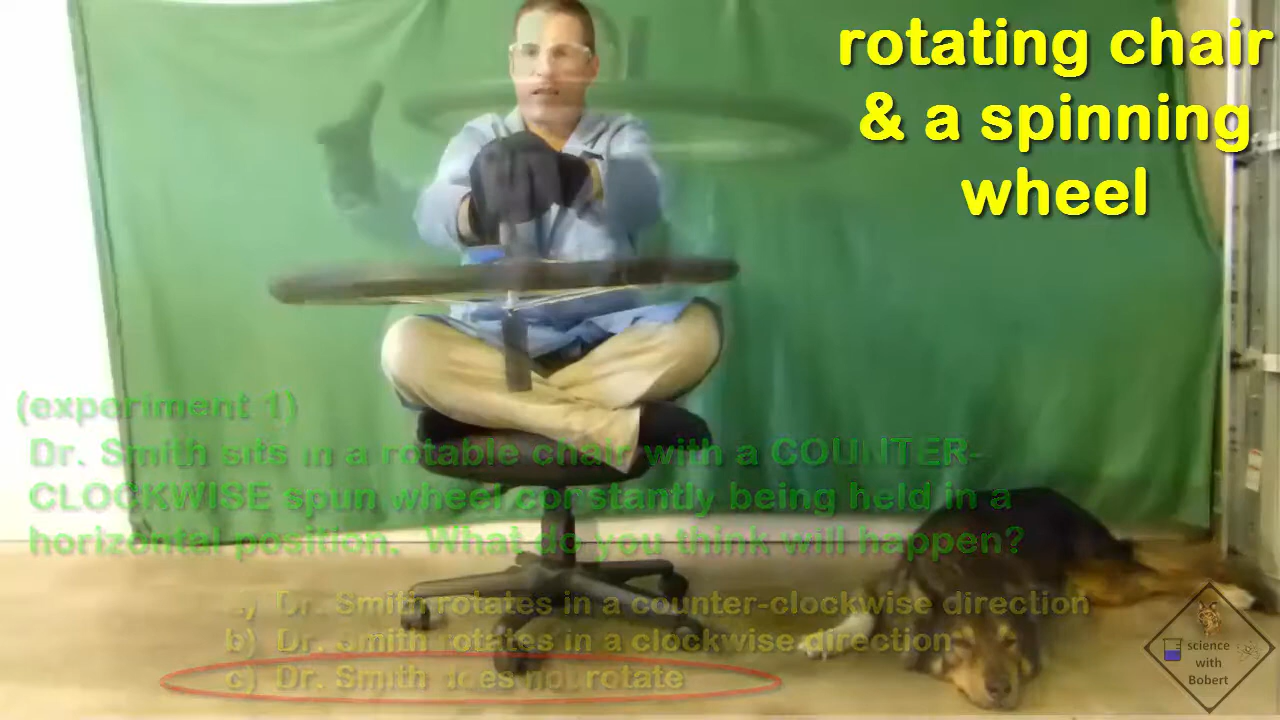 rotating chair
& a spinning
wheel
(experiment 1)
Dr. Smith sits in a rotable chair with a COUNTER-
CLOCKWISE spun wheel constantly being held in a
horizontal position. What do you think will happen?
a) Dr. Smith rotates in a counter-clockwise direction
b) Dr. Smith rotates in a clockwise direction
c) Dr. Smith does not rotate
science
with
Bobert